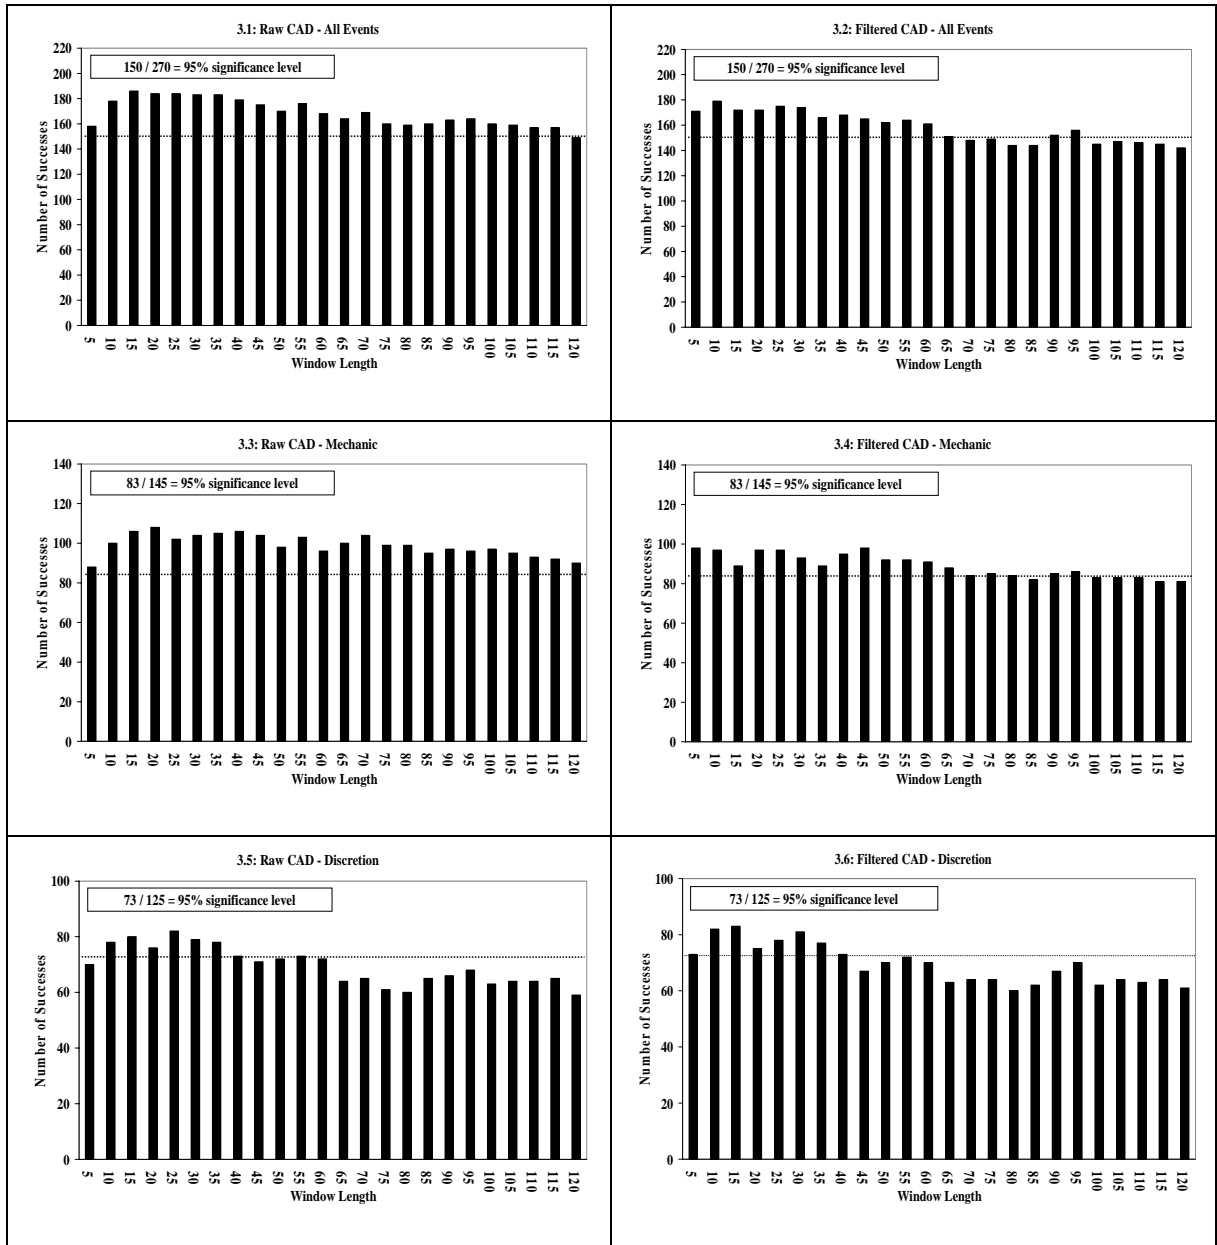 3.1: Raw CAD - All Events
150 / 270 = 95% significance level
Number of Successes
220
200
180
160
140
120
100
80
60
40
20
0
5 10 15 20 25 30 35 40 45 50 55 60 65 70 75 80 85 90 95 100 105 110 115 120
Window Length
3.2: Filtered CAD - All Events
150 / 270 = 95% significance level
Number of Successes
220
200
180
160
140
120
100
80
60
40
20
0
5 10 15 20 25 30 35 40 45 50 55 60 65 70 75 80 85 90 95 100 105 110 115 120
Window Length
3.3: Raw CAD - Mechanic
83 / 145 = 95% significance level
Number of Successes
140
120
100
80
60
40
20
0
5 10 15 20 25 30 35 40 45 50 55 60 65 70 75 80 85 90 95 100 105 110 115 120
Window Length
3.4: Filtered CAD - Mechanic
83 / 145 = 95% significance level
Number of Successes
140
120
100
80
60
40
20
0
5 10 15 20 25 30 35 40 45 50 55 60 65 70 75 80 85 90 95 100 105 110 115 120
Window Length
3.5: Raw CAD - Discretion
73 / 125 = 95% significance level
Number of Successes
100
80
60
40
20
0
5 10 15 20 25 30 35 40 45 50 55 60 65 70 75 80 85 90 95 100 105 110 115 120
Window Length
3.6: Filtered CAD - Discretion
73 / 125 = 95% significance level
Number of Successes
100
80
60
40
20
0
5 10 15 20 25 30 35 40 45 50 55 60 65 70 75 80 85 90 95 100 105 110 115 120
Window Length